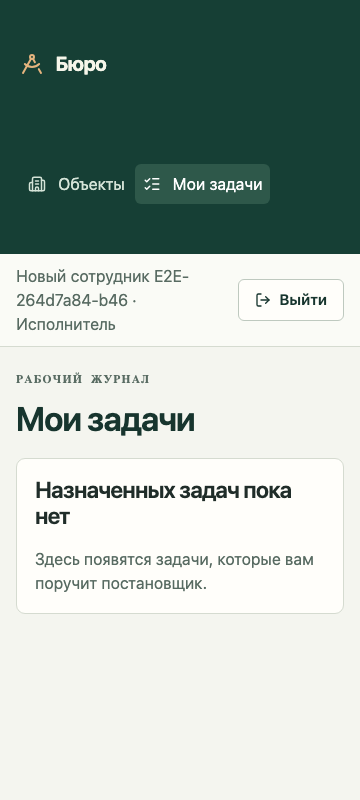 Бюро
Объекты
Мои задачи
Новый сотрудник E2E-
264d7a84-b46 ·
Исполнитель
Выйти
РАБОЧИЙ ЖУРНАЛ
Мои задачи
Назначенных задач пока
нет
Здесь появятся задачи, которые вам
поручит постановщик.